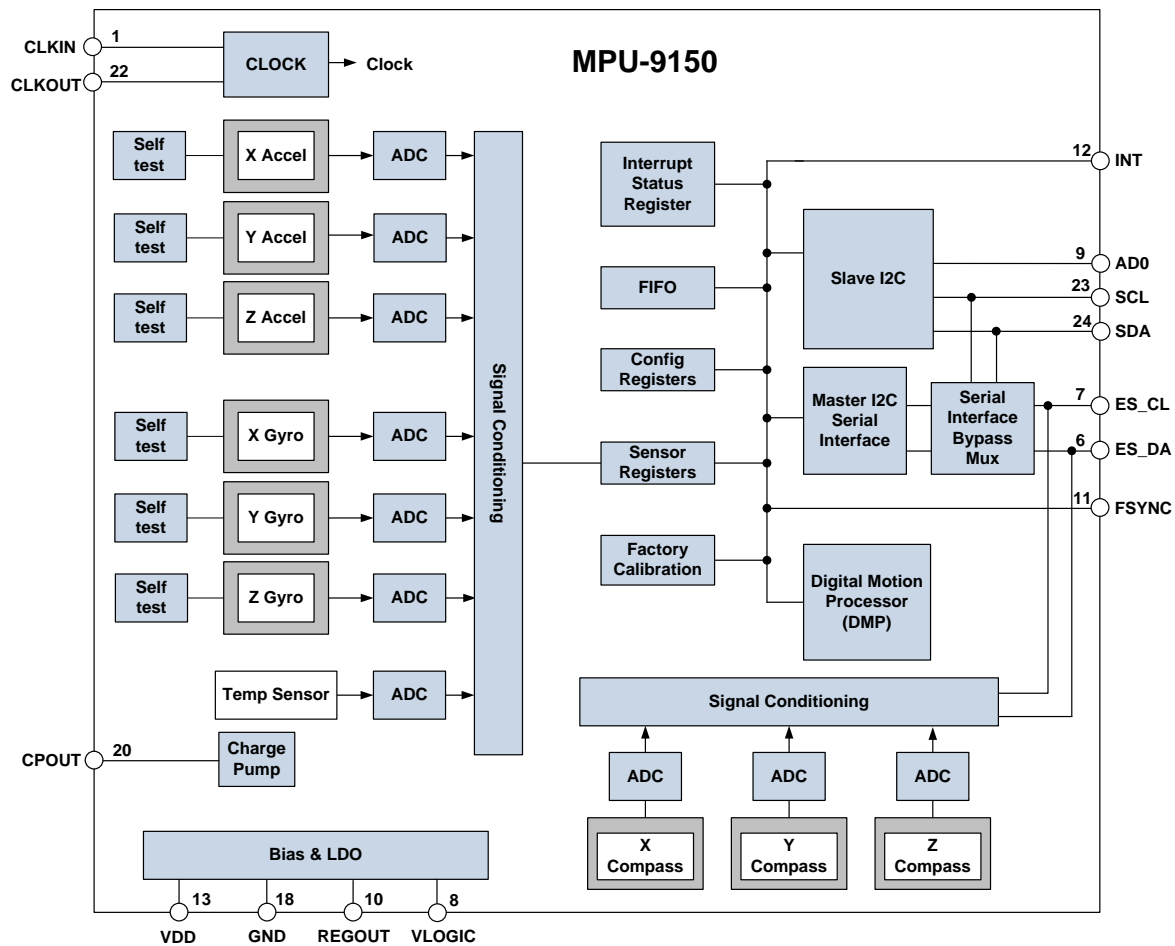 MPU-9150
CLKIN
1
CLKOUT
22
CLOCK
Clock
Self
test
X Accel
ADC
Self
test
Y Accel
ADC
Self
test
Z Accel
ADC
Self
test
X Gyro
ADC
Self
test
Y Gyro
ADC
Self
test
Z Gyro
ADC
Temp Sensor
ADC
Signal Conditioning
CPOUT
20
Charge
Pump
Bias & LDO
13
18
10
8
VDD
GND
REGOUT
VLOGIC
Interrupt
Status
Register
FIFO
Config
Registers
Sensor
Registers
Factory
Calibration
Slave I2C
Master I2C
Serial
Interface
Serial
Interface
Bypass
Mux
Digital Motion
Processor
(DMP)
12
INT
9
AD0
23
SCL
24
SDA
7
ES_CL
6
ES_DA
11
FSYNC
Signal Conditioning
ADC
ADC
ADC
X
Compass
Y
Compass
Z
Compass